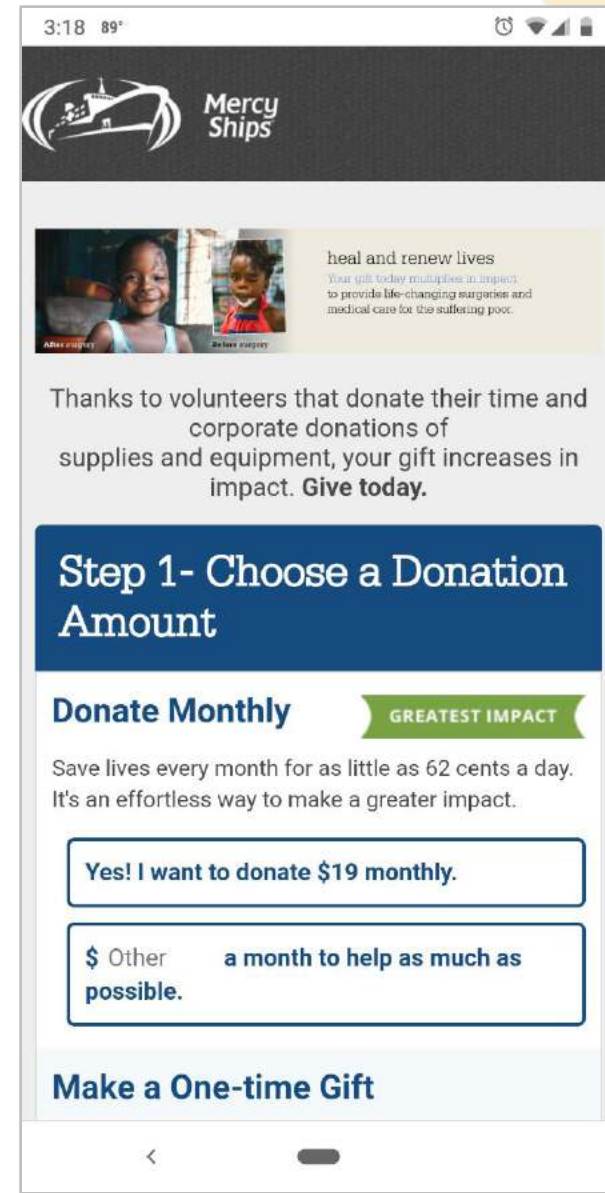 3:18 89°
Mercy
Ships
heal and renew lives
Your gift today multiplies in impact
to provide life-changing surgeries and
medical care for the suffering poor.
After surgery
Before surgery
Thanks to volunteers that donate their time and
corporate donations of
supplies and equipment, your gift increases in
impact. Give today.
Step 1- Choose a Donation
Amount
Donate Monthly
GREATEST IMPACT
Save lives every month for as little as 62 cents a day.
It's an effortless way to make a greater impact.
Yes! I want to donate $19 monthly.
$ Other a month to help as much as
possible.
Make a One-time Gift